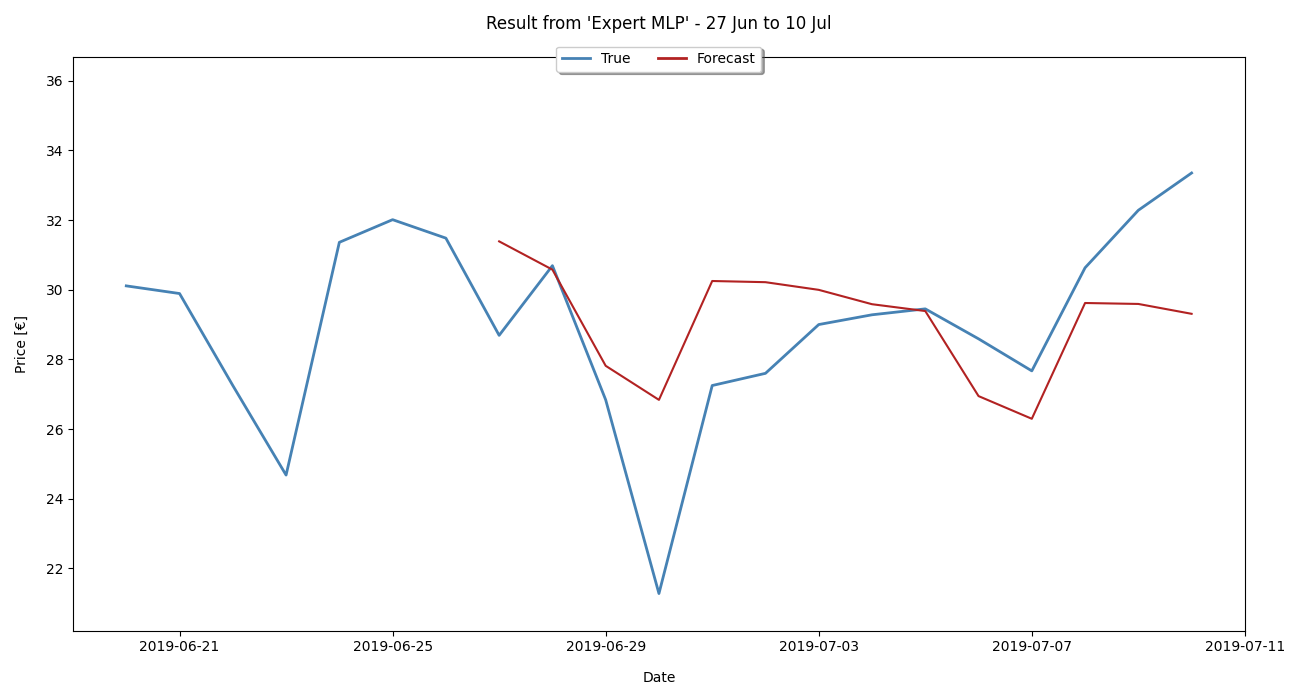 Result from 'Expert MLP' - 27 Jun to 10 Jul
True Forecast
36
34
32
30
28
26
24
22
Price [€]
2019-06-21 2019-06-25 2019-06-29 2019-07-03 2019-07-07 2019-07-11
Date